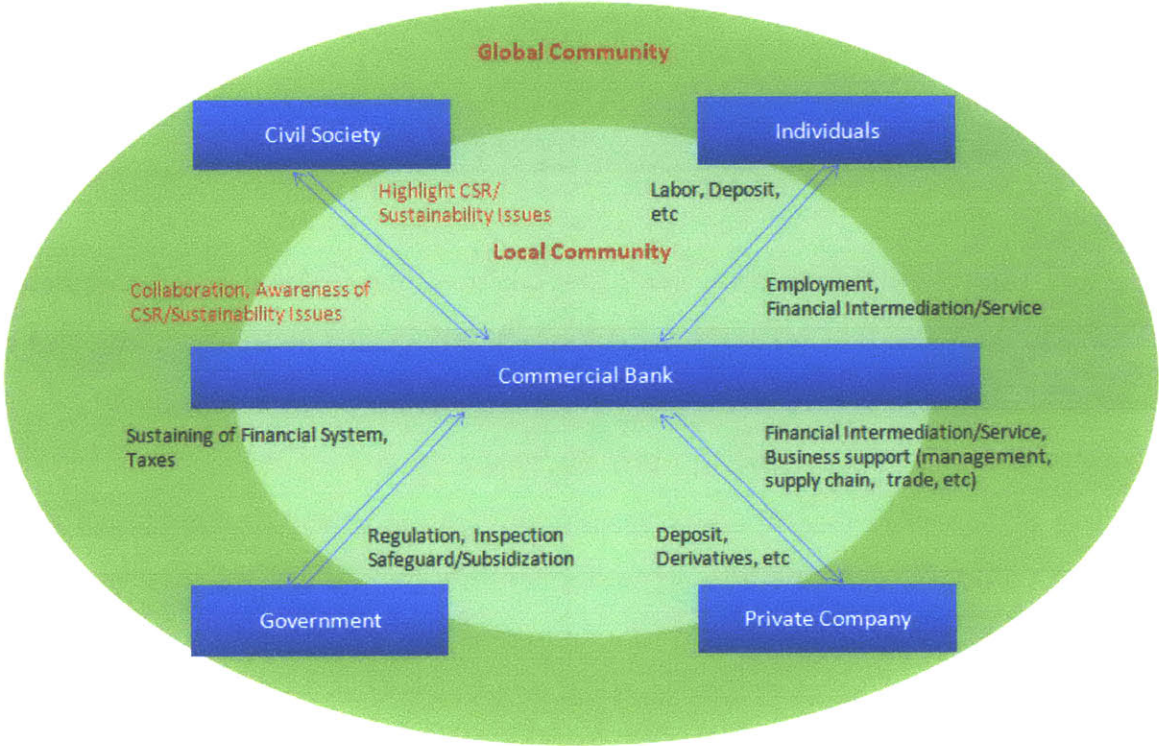 Global Community
Civil Society
Individuals
Highlight CSR/
Sustainability Issues
Labor, Deposit,
etc
Local Community
Collaboration, Awareness of
CSR/Sustainability Issues
Employment,
Financial Intermediation/Service
Commercial Bank
Sustaining of Financial System,
Taxes
Financial Intermediation/Service,
Business support (management,
supply chain, trade, etc)
Regulation, Inspection
Safeguard/Subsidization
Deposit,
Derivatives, etc
Government
Private Company